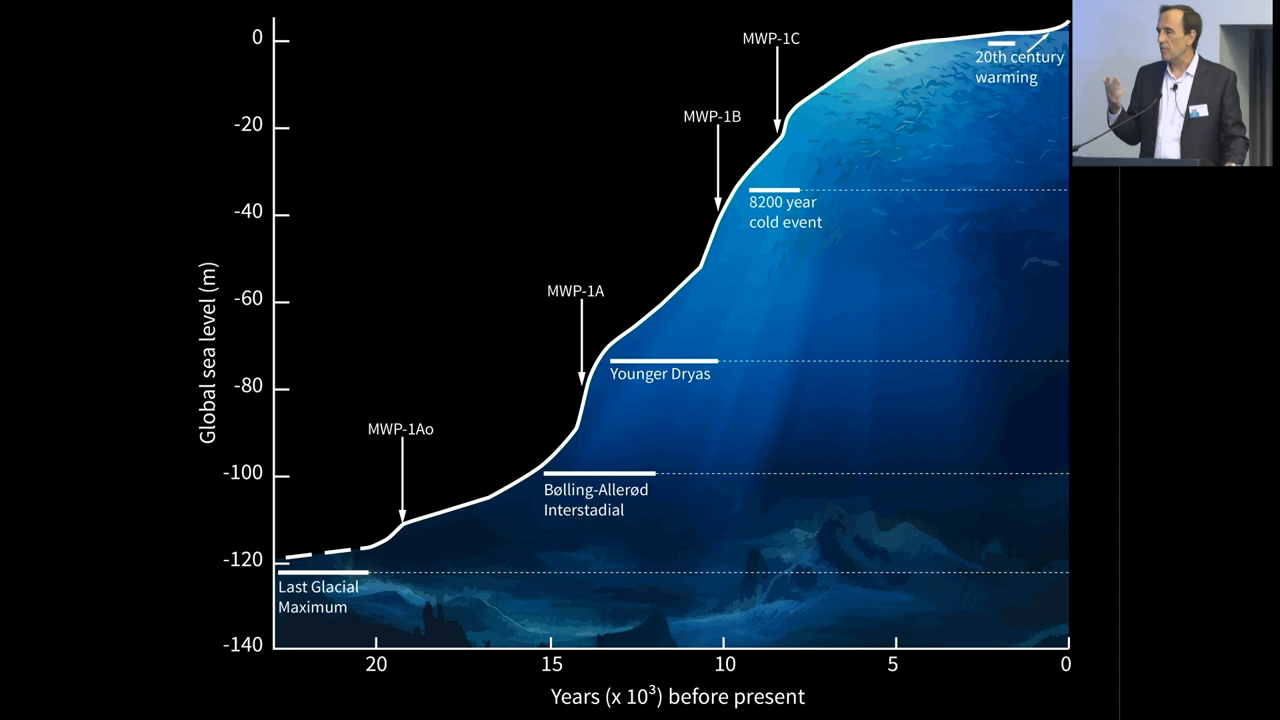 0
-20
-40
-60
-80
-100
-120
-140
Global sea level (m)
MWP-1Ao
MWP-1A
MWP-1B
MWP-1C
20th century
warming
8200 year
cold event
Younger Dryas
Bølling-Allerød
Interstadial
Last Glacial
Maximum
20
15
10
5
0
Years (x 10³) before present